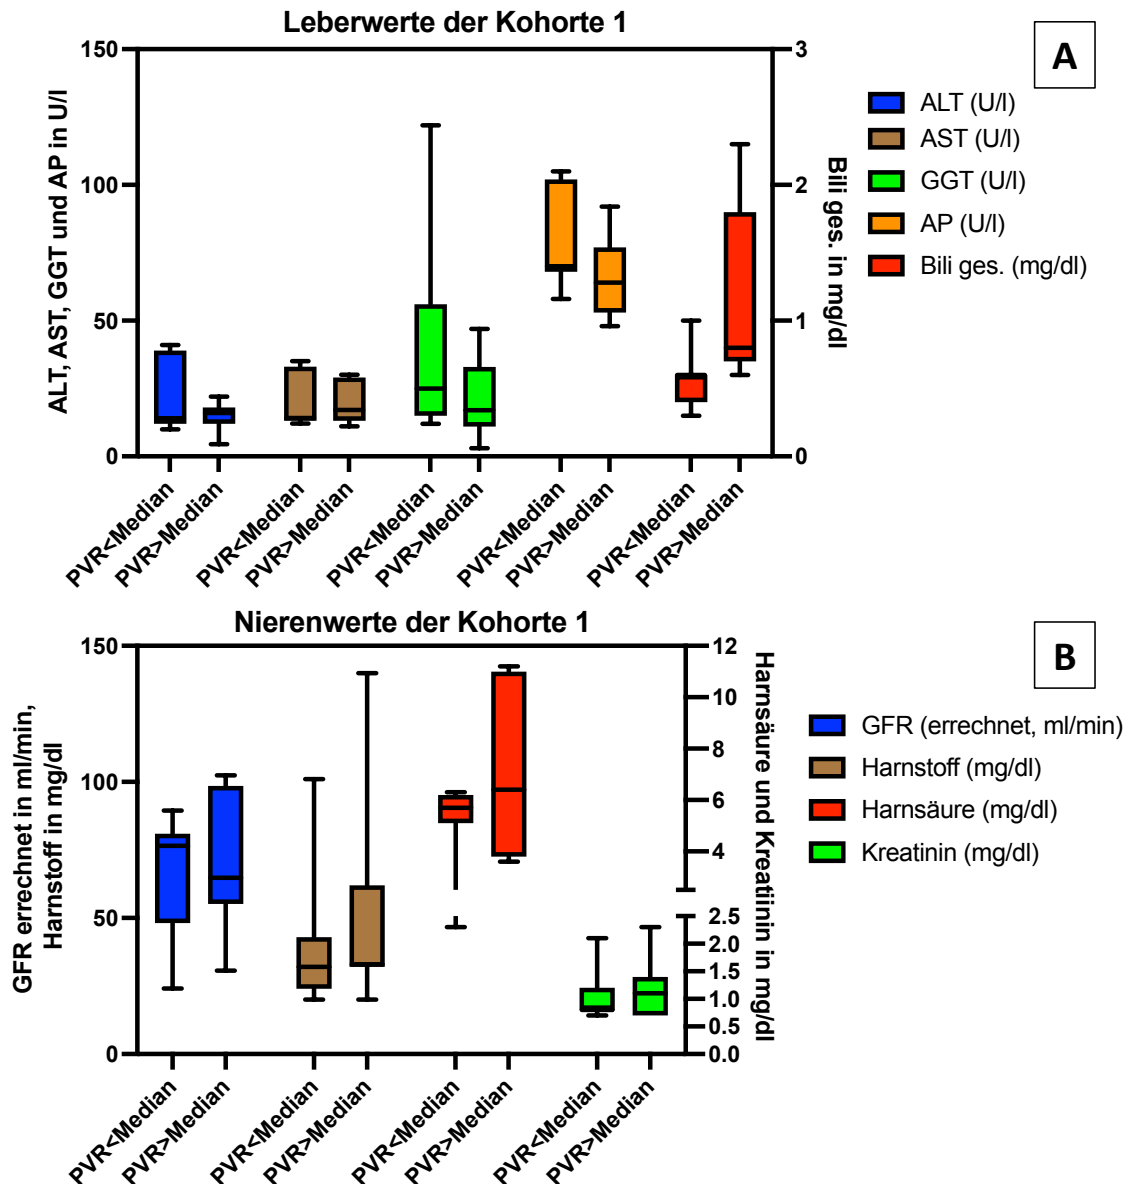 Leberwerte der Kohorte 1
A
ALT, AST, GGT und AP in U/l
150
100
50
0
3
2
1
0
Bili ges. in mg/dl
ALT (U/l)
AST (U/l)
GGT (U/l)
AP (U/l)
Bili ges. (mg/dl)
PVR<Median
PVR>Median
PVR<Median
PVR>Median
PVR<Median
PVR>Median
PVR<Median
PVR>Median
PVR<Median
PVR>Median
Nierenwerte der Kohorte 1
B
GFR errechnet in ml/min,
Harnstoff in mg/dl
150
100
50
0
12
10
8
6
4
2.5
2.0
1.5
1.0
0.5
0.0
Harnsäure und Kreatiinin in mg/dl
GFR (errechnet, ml/min)
Harnstoff (mg/dl)
Harnsäure (mg/dl)
Kreatinin (mg/dl)
PVR<Median
PVR>Median
PVR<Median
PVR>Median
PVR<Median
PVR>Median
PVR<Median
PVR>Median